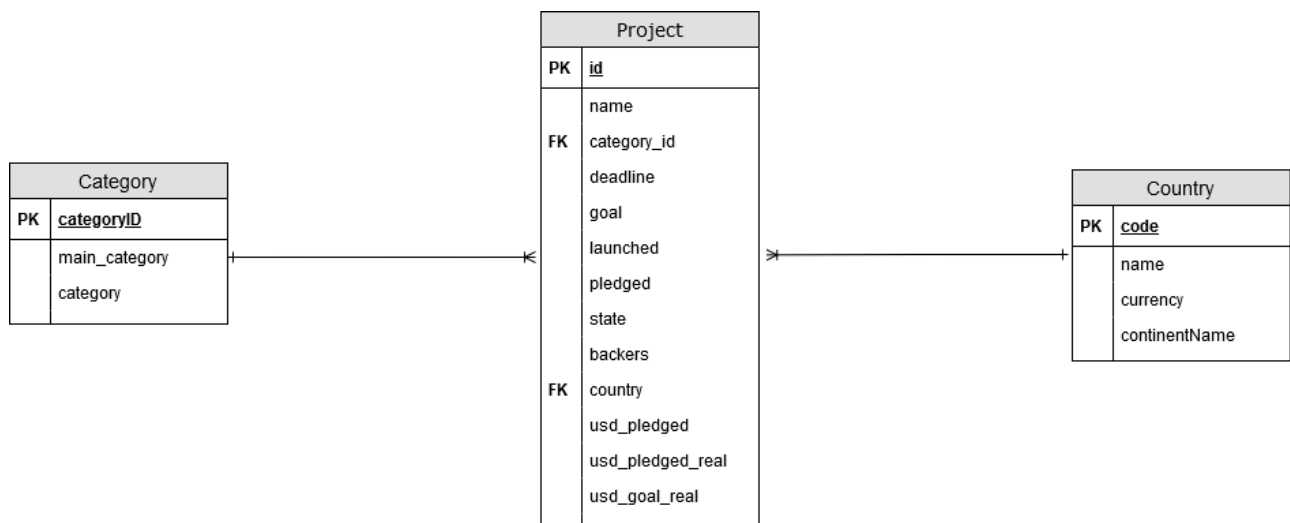 Project
PK id
name
FK category_id
deadline
goal
launched
pledged
state
backers
FK country
usd_pledged
usd_pledged_real
usd_goal_real
Category
PK categoryID
main_category
category
Country
PK code
name
currency
continentName